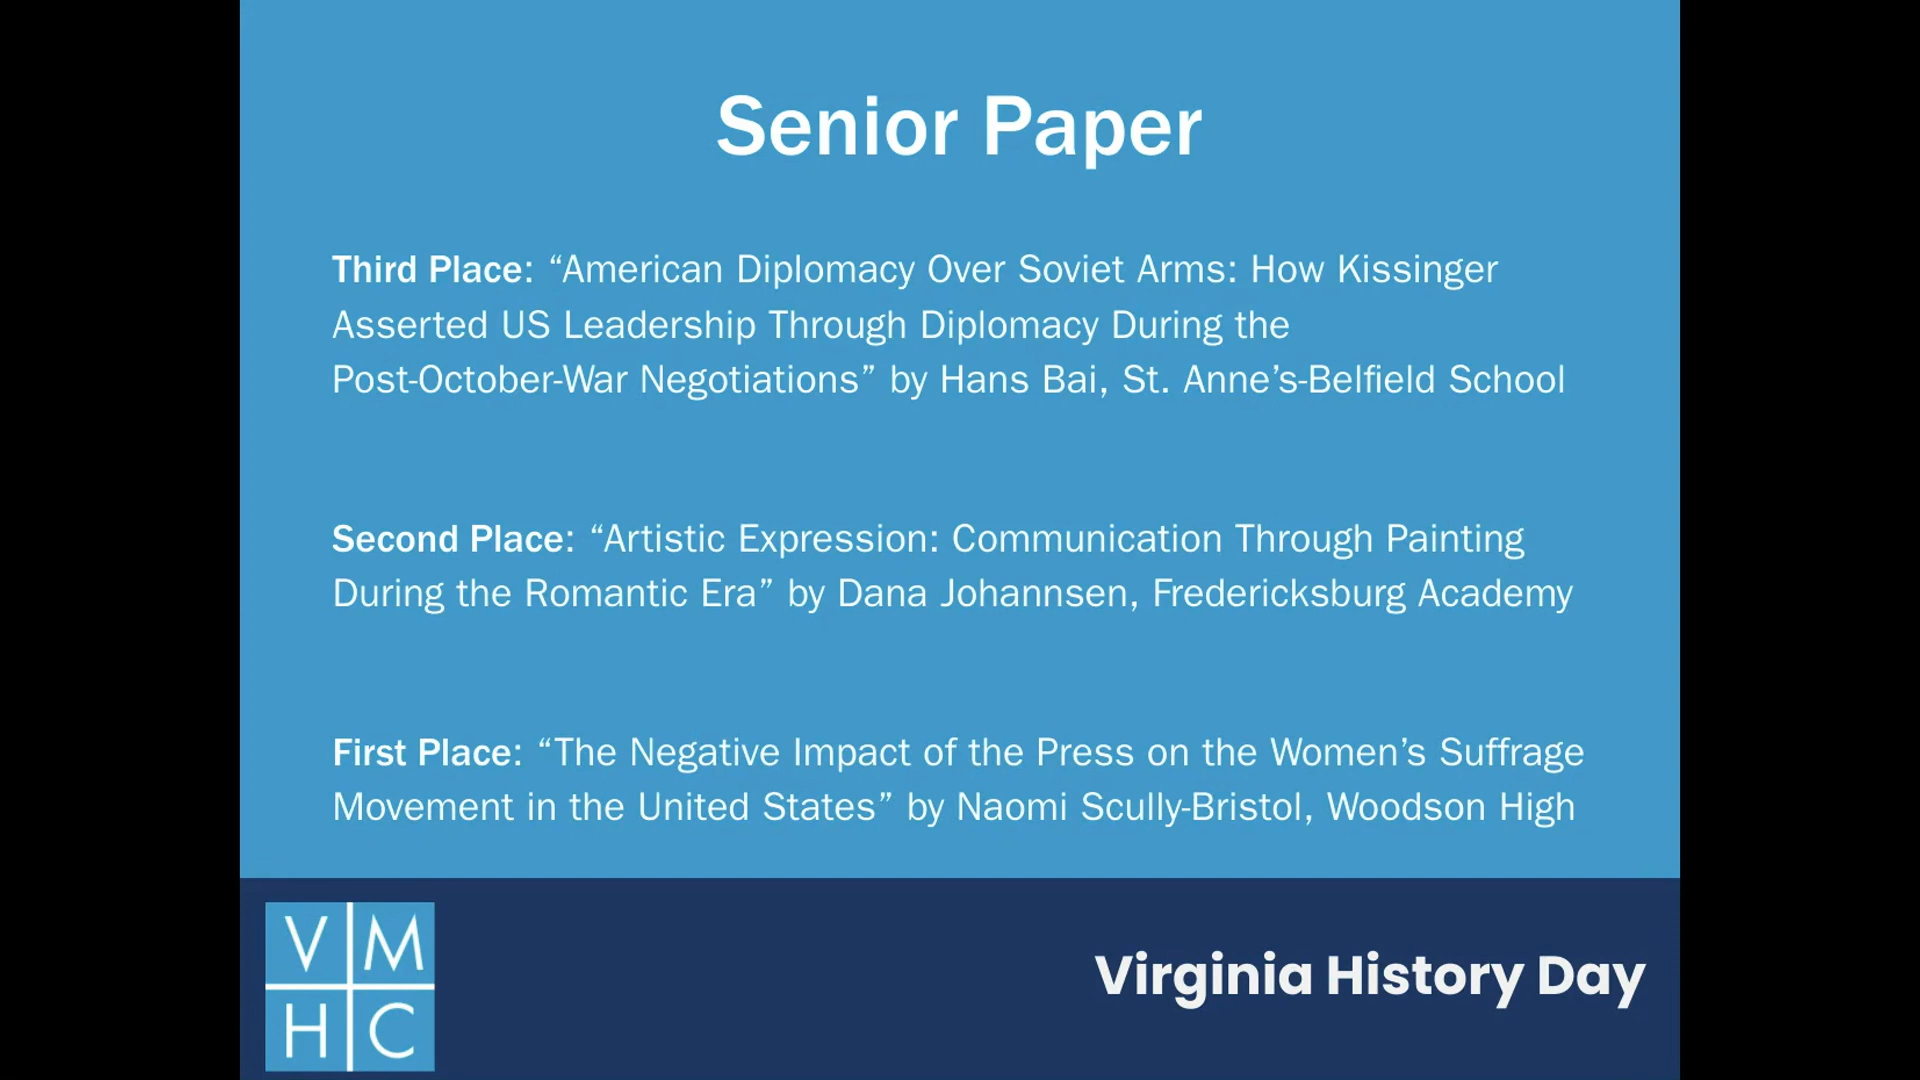 Senior Paper
Third Place: “American Diplomacy Over Soviet Arms: How Kissinger
Asserted US Leadership Through Diplomacy During the
Post-October-War Negotiations” by Hans Bai, St. Anne’s-Belfield School
Second Place: “Artistic Expression: Communication Through Painting
During the Romantic Era” by Dana Johannsen, Fredericksburg Academy
First Place: “The Negative Impact of the Press on the Women’s Suffrage
Movement in the United States” by Naomi Scully-Bristol, Woodson High
V M
H C
Virginia History Day